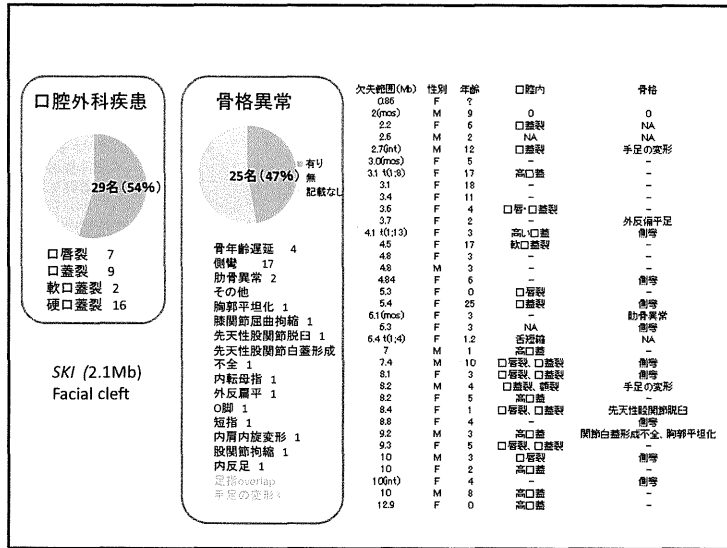 口腔外科疾患
29名(54%)
口唇裂 7
口蓋裂 9
軟口蓋裂 2
硬口蓋裂 16
SKI (2.1Mb)
Facial cleft
骨格異常
25名(47%)
有り
無
記載なし
骨年齢遅延 4
側彎 17
肋骨異常 2
その他
胸郭平坦化 1
膝関節屈曲拘縮 1
先天性股関節脱臼 1
先天性股関節臼蓋形成
不全 1
内転母指 1
外反扁平 1
O脚 1
短指 1
内肩内旋変形 1
股関節拘縮 1
内反足 1
足指overlap
手足の変形
欠失範囲(Mb) 性別 年齢 口腔内 骨格
0.86 F ?
2(mos) M 9 0 0
2.2 F 6 口蓋裂 NA
2.6 M 2 NA NA
2.7(int) M 12 口蓋裂 手足の変形
3.0(mos) F 5 - -
3.1 t(1;8) F 17 高口蓋 -
3.1 F 18 - -
3.4 F 11 - -
3.6 F 4 口唇・口蓋裂 -
3.7 F 2 - 外反偏平足
4.1 t(1;13) F 3 高い口蓋 側彎
4.5 F 17 軟口蓋裂 -
4.8 F 3 - -
4.8 M 3 - -
4.84 F 6 - 側彎
5.3 F 0 口唇裂 -
5.4 F 25 口蓋裂 側彎
6.1(mos) F 3 - 肋骨異常
6.3 F 3 NA 側彎
6.4 t(1;4) F 1.2 舌短縮 NA
7 M 1 高口蓋 -
7.4 M 10 口唇裂、口蓋裂 側彎
8.1 F 3 口唇裂、口蓋裂 側彎
8.2 M 4 口蓋裂、顎裂 手足の変形
8.2 F 5 高口蓋 -
8.4 F 1 口唇裂、口蓋裂 先天性股関節脱臼
8.8 F 4 - 側彎
9.2 M 3 高口蓋 関節臼蓋形成不全、胸郭平坦化
9.3 F 5 口唇裂、口蓋裂 -
10 M 3 口唇裂 側彎
10 F 2 高口蓋 -
10(int) F 4 - 側彎
10 M 8 高口蓋 -
12.9 F 0 高口蓋 -